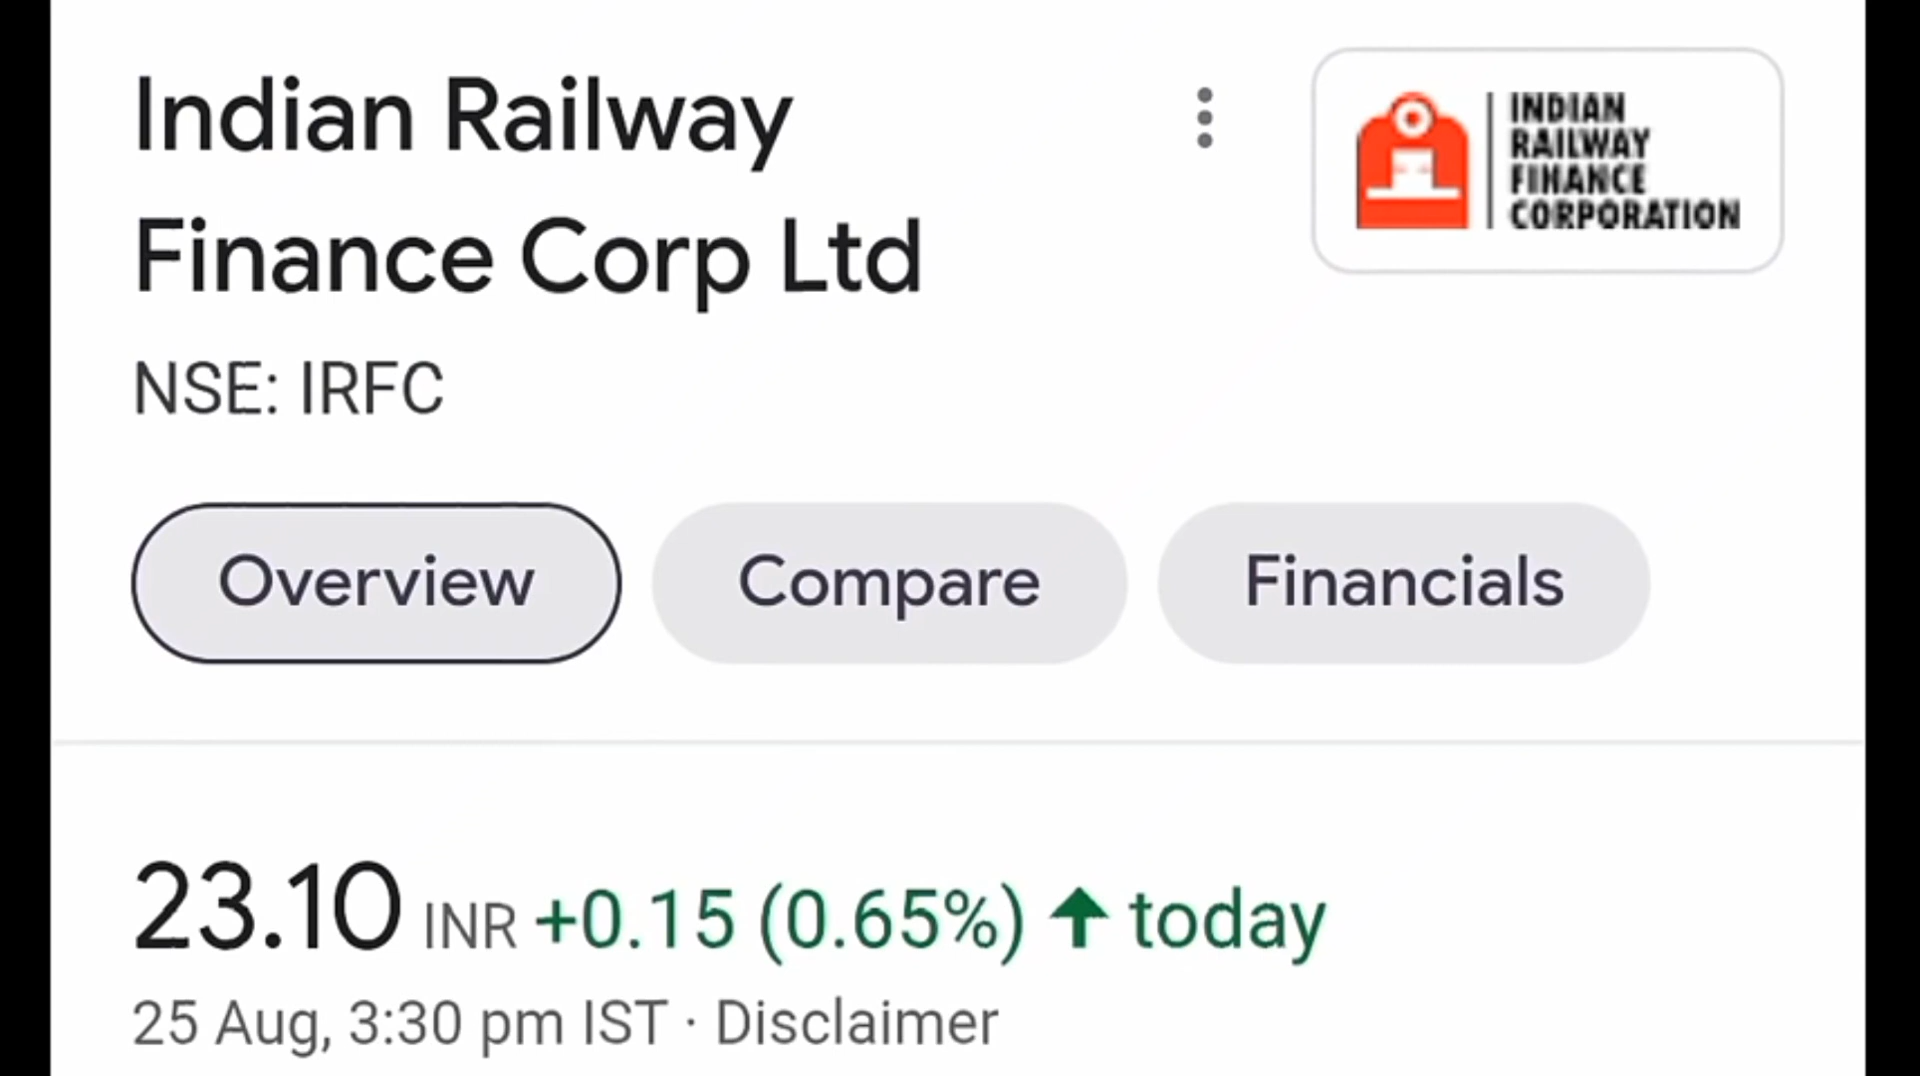 Indian Railway
Finance Corp Ltd
INDIAN
RAILWAY
FINANCE
CORPORATION
NSE: IRFC
Overview
Compare
Financials
23.10 INR +0.15 (0.65%) ↑ today
25 Aug, 3:30 pm IST · Disclaimer